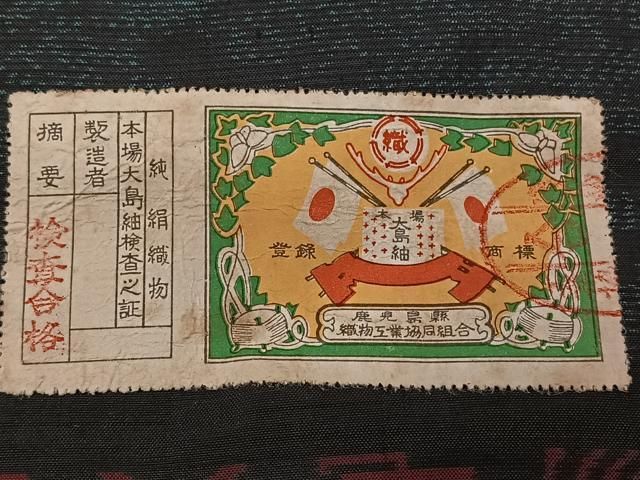 純絹織物
本場大島紬検査之証
製造者
摘要
検査合格
織
本場
大島紬
登録商標
鹿児島縣
織物工業協同組合